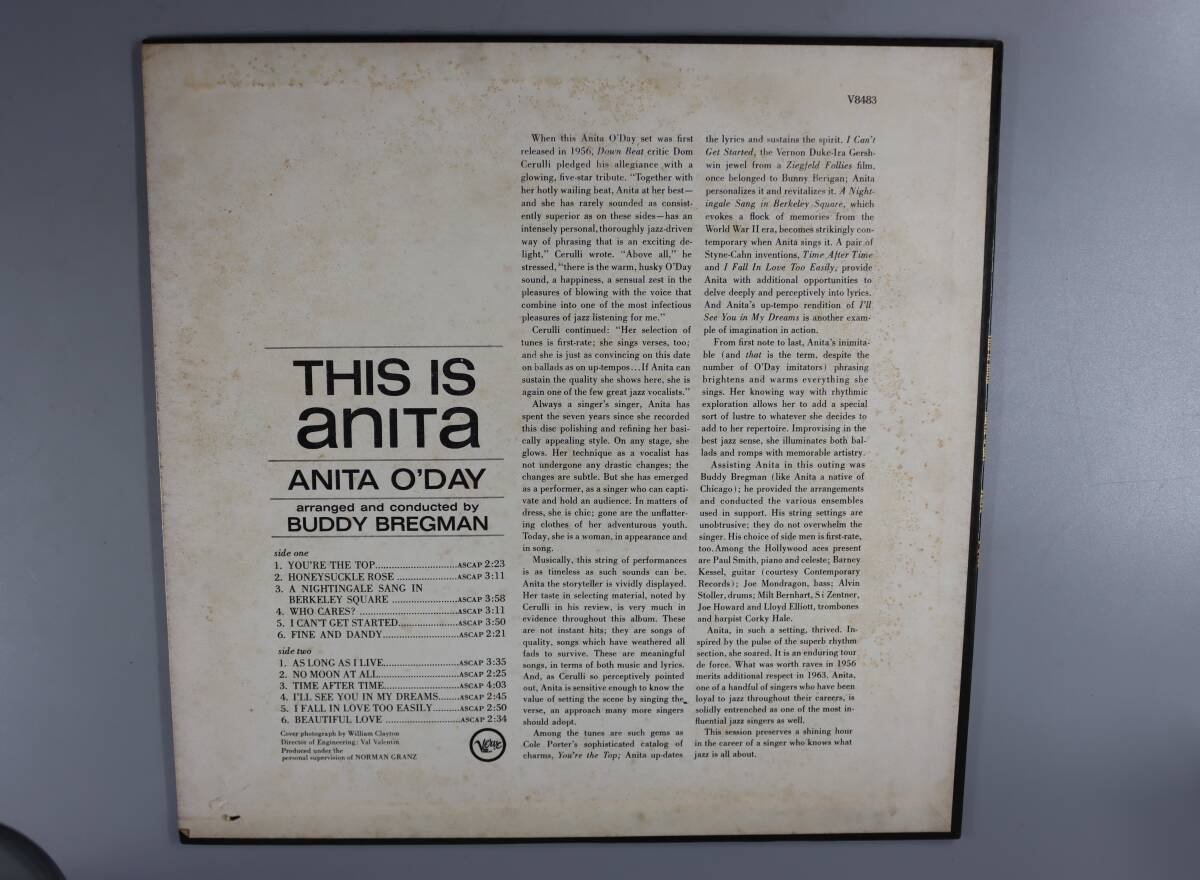 V8483
THIS IS
anITa
ANITA O'DAY
arranged and conducted by
BUDDY BREGMAN
side one
1. YOU'RE THE TOP..............................ASCAP 2:23
2. HONEYSUCKLE ROSE ......................ASCAP 3:11
3. A NIGHTINGALE SANG IN
BERKELEY SQUARE ........................ASCAP 3:58
4. WHO CARES? ....................................ASCAP 3:11
5. I CAN'T GET STARTED......................ASCAP 3:50
6. FINE AND DANDY............................ASCAP 2:21
side two
1. AS LONG AS I LIVE............................ASCAP 3:35
2. NO MOON AT ALL..............................ASCAP 2:25
3. TIME AFTER TIME............................ASCAP 4:03
4. I'LL SEE YOU IN MY DREAMS........ASCAP 2:45
5. I FALL IN LOVE TOO EASILY..........ASCAP 2:50
6. BEAUTIFUL LOVE ............................ASCAP 2:34
Cover photograph by William Clayton
Director of Engineering: Val Valentin
Produced under the
personal supervision of NORMAN GRANZ
Verve
When this Anita O'Day set was first
released in 1956, Down Beat critic Dom
Cerulli pledged his allegiance with a
glowing, five-star tribute. "Together with
her hotly wailing beat, Anita at her best—
and she has rarely sounded as consist-
ently superior as on these sides—has an
intensely personal, thoroughly jazz-driven
way of phrasing that is an exciting de-
light," Cerulli wrote. "Above all," he
stressed, "there is the warm, husky O'Day
sound, a happiness, a sensual zest in the
pleasures of blowing with the voice that
combine into one of the most infectious
pleasures of jazz listening for me."
Cerulli continued: "Her selection of
tunes is first-rate; she sings verses, too;
and she is just as convincing on this date
on ballads as on up-tempos...If Anita can
sustain the quality she shows here, she is
again one of the few great jazz vocalists."
Always a singer's singer, Anita has
spent the seven years since she recorded
this disc polishing and refining her basi-
cally appealing style. On any stage, she
glows. Her technique as a vocalist has
not undergone any drastic changes; the
changes are subtle. But she has emerged
as a performer, as a singer who can capti-
vate and hold an audience. In matters of
dress, she is chic; gone are the unflatter-
ing clothes of her adventurous youth.
Today, she is a woman, in appearance and
in song.
Musically, this string of performances
is as timeless as such sounds can be.
Anita the storyteller is vividly displayed.
Her taste in selecting material, noted by
Cerulli in his review, is very much in
evidence throughout this album. These
are not instant hits; they are songs of
quality, songs which have weathered all
fads to survive. These are meaningful
songs, in terms of both music and lyrics.
And, as Cerulli so perceptively pointed
out, Anita is sensitive enough to know the
value of setting the scene by singing the
verse, an approach many more singers
should adopt.
Among the tunes are such gems as
Cole Porter's sophisticated catalog of
charms, You're the Top; Anita up-dates
the lyrics and sustains the spirit. I Can't
Get Started, the Vernon Duke-Ira Gersh-
win jewel from a Ziegfeld Follies film,
once belonged to Bunny Berigan; Anita
personalizes it and revitalizes it. A Night-
ingale Sang in Berkeley Square, which
evokes a flock of memories from the
World War II era, becomes strikingly con-
temporary when Anita sings it. A pair of
Styne-Cahn inventions, Time After Time
and I Fall In Love Too Easily, provide
Anita with additional opportunities to
delve deeply and perceptively into lyrics.
And Anita's up-tempo rendition of I'll
See You in My Dreams is another exam-
ple of imagination in action.
From first note to last, Anita's inimita-
ble (and that is the term, despite the
number of O'Day imitators) phrasing
brightens and warms everything she
sings. Her knowing way with rhythmic
exploration allows her to add a special
sort of lustre to whatever she decides to
add to her repertoire. Improvising in the
best jazz sense, she illuminates both bal-
lads and romps with memorable artistry.
Assisting Anita in this outing was
Buddy Bregman (like Anita a native of
Chicago); he provided the arrangements
and conducted the various ensembles
used in support. His string settings are
unobtrusive; they do not overwhelm the
singer. His choice of side men is first-rate,
too. Among the Hollywood aces present
are Paul Smith, piano and celeste; Barney
Kessel, guitar (courtesy Contemporary
Records); Joe Mondragon, bass; Alvin
Stoller, drums; Milt Bernhart, Si Zentner,
Joe Howard and Lloyd Elliott, trombones
and harpist Corky Hale.
Anita, in such a setting, thrived. In-
spired by the pulse of the superb rhythm
section, she soared. It is an enduring tour
de force. What was worth raves in 1956
merits additional respect in 1963. Anita,
one of a handful of singers who have been
loyal to jazz throughout their careers, is
solidly entrenched as one of the most in-
fluential jazz singers as well.
This session preserves a shining hour
in the career of a singer who knows what
jazz is all about.